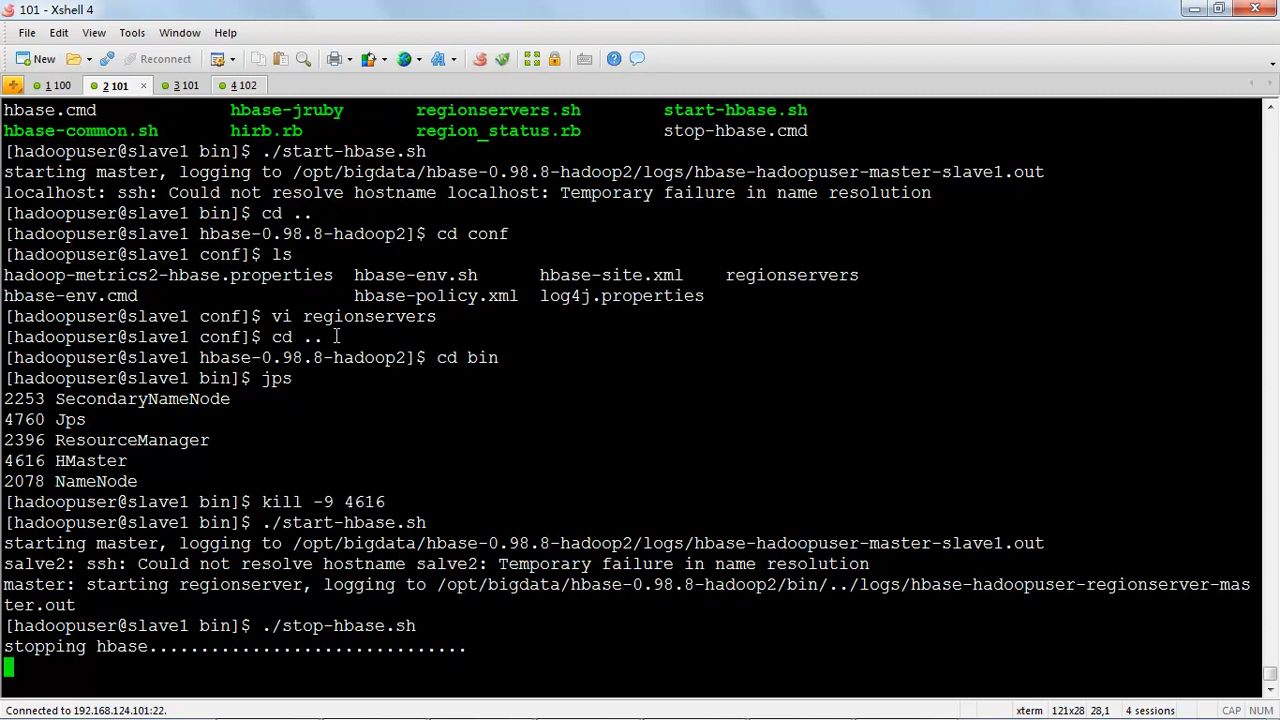 101 - Xshell 4
File Edit View Tools Window Help
New Reconnect
1 100 2 101 3 101 4 102
hbase.cmd hbase-jruby regionservers.sh start-hbase.sh
hbase-common.sh hirb.rb region_status.rb stop-hbase.cmd
[hadoopuser@slave1 bin]$ ./start-hbase.sh
starting master, logging to /opt/bigdata/hbase-0.98.8-hadoop2/logs/hbase-hadoopuser-master-slave1.out
localhost: ssh: Could not resolve hostname localhost: Temporary failure in name resolution
[hadoopuser@slave1 bin]$ cd ..
[hadoopuser@slave1 hbase-0.98.8-hadoop2]$ cd conf
[hadoopuser@slave1 conf]$ ls
hadoop-metrics2-hbase.properties hbase-env.sh hbase-site.xml regionservers
hbase-env.cmd hbase-policy.xml log4j.properties
[hadoopuser@slave1 conf]$ vi regionservers
[hadoopuser@slave1 conf]$ cd ..
[hadoopuser@slave1 hbase-0.98.8-hadoop2]$ cd bin
[hadoopuser@slave1 bin]$ jps
2253 SecondaryNameNode
4760 Jps
2396 ResourceManager
4616 HMaster
2078 NameNode
[hadoopuser@slave1 bin]$ kill -9 4616
[hadoopuser@slave1 bin]$ ./start-hbase.sh
starting master, logging to /opt/bigdata/hbase-0.98.8-hadoop2/logs/hbase-hadoopuser-master-slave1.out
salve2: ssh: Could not resolve hostname salve2: Temporary failure in name resolution
master: starting regionserver, logging to /opt/bigdata/hbase-0.98.8-hadoop2/bin/../logs/hbase-hadoopuser-regionserver-mas
ter.out
[hadoopuser@slave1 bin]$ ./stop-hbase.sh
stopping hbase...............................
Connected to 192.168.124.101:22. xterm 121x28 28,1 4 sessions CAP NUM